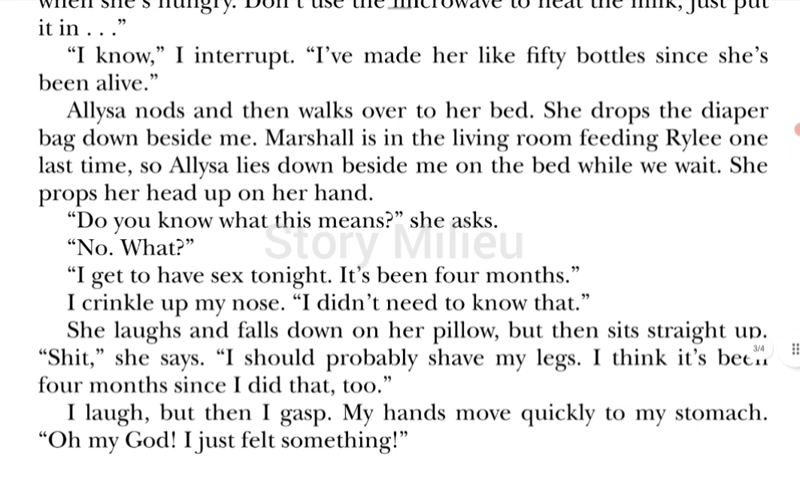 when she's hungry. Don't use the microwave to heat the milk, just put
it in . . .”
“I know,” I interrupt. “I’ve made her like fifty bottles since she’s
been alive.”
Allysa nods and then walks over to her bed. She drops the diaper
bag down beside me. Marshall is in the living room feeding Rylee one
last time, so Allysa lies down beside me on the bed while we wait. She
props her head up on her hand.
“Do you know what this means?” she asks.
Story Milieu
“No. What?”
“I get to have sex tonight. It’s been four months.”
I crinkle up my nose. “I didn’t need to know that.”
She laughs and falls down on her pillow, but then sits straight up.
3/4
“Shit,” she says. “I should probably shave my legs. I think it’s been
four months since I did that, too.”
I laugh, but then I gasp. My hands move quickly to my stomach.
“Oh my God! I just felt something!”